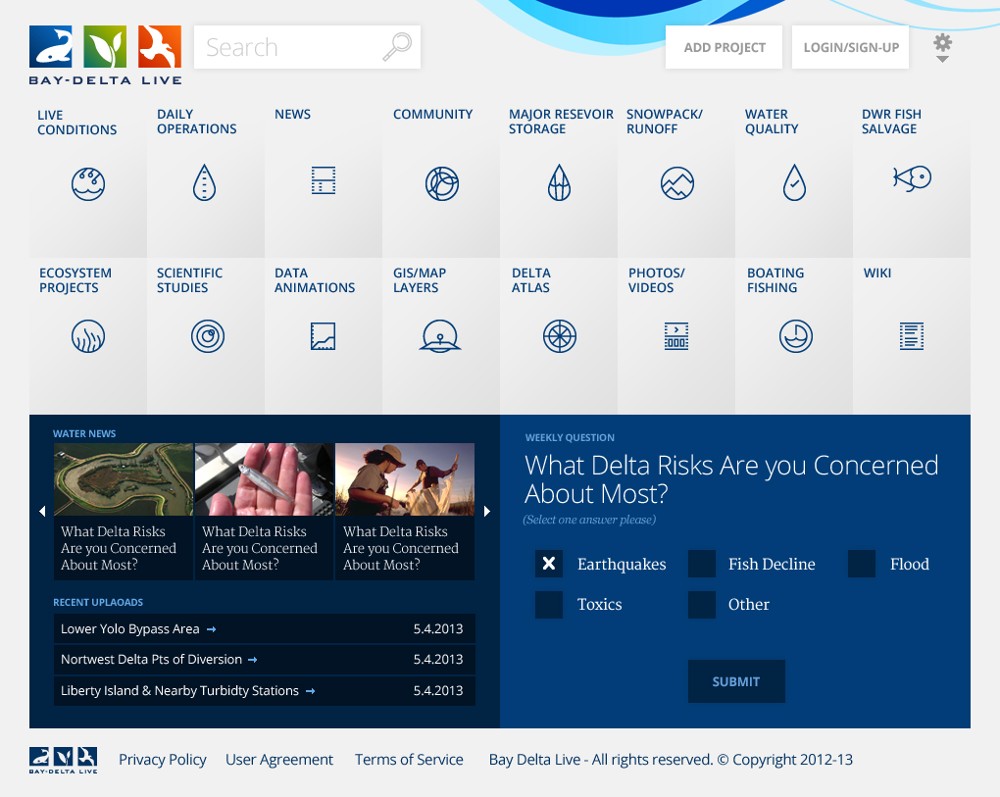 BAY-DELTA LIVE
Search
ADD PROJECT
LOGIN/SIGN-UP
LIVE
CONDITIONS
DAILY
OPERATIONS
NEWS
COMMUNITY
MAJOR RESEVOIR
STORAGE
SNOWPACK/
RUNOFF
WATER
QUALITY
DWR FISH
SALVAGE
ECOSYSTEM
PROJECTS
SCIENTIFIC
STUDIES
DATA
ANIMATIONS
GIS/MAP
LAYERS
DELTA
ATLAS
PHOTOS/
VIDEOS
BOATING
FISHING
WIKI
WATER NEWS
What Delta Risks
Are you Concerned
About Most?
What Delta Risks
Are you Concerned
About Most?
What Delta Risks
Are you Concerned
About Most?
RECENT UPLAOADS
Lower Yolo Bypass Area → 5.4.2013
Nortwest Delta Pts of Diversion → 5.4.2013
Liberty Island & Nearby Turbidty Stations → 5.4.2013
WEEKLY QUESTION
What Delta Risks Are you Concerned
About Most?
(Select one answer please)
X Earthquakes Fish Decline Flood
Toxics Other
SUBMIT
BAY-DELTA LIVE
Privacy Policy User Agreement Terms of Service Bay Delta Live - All rights reserved. © Copyright 2012-13